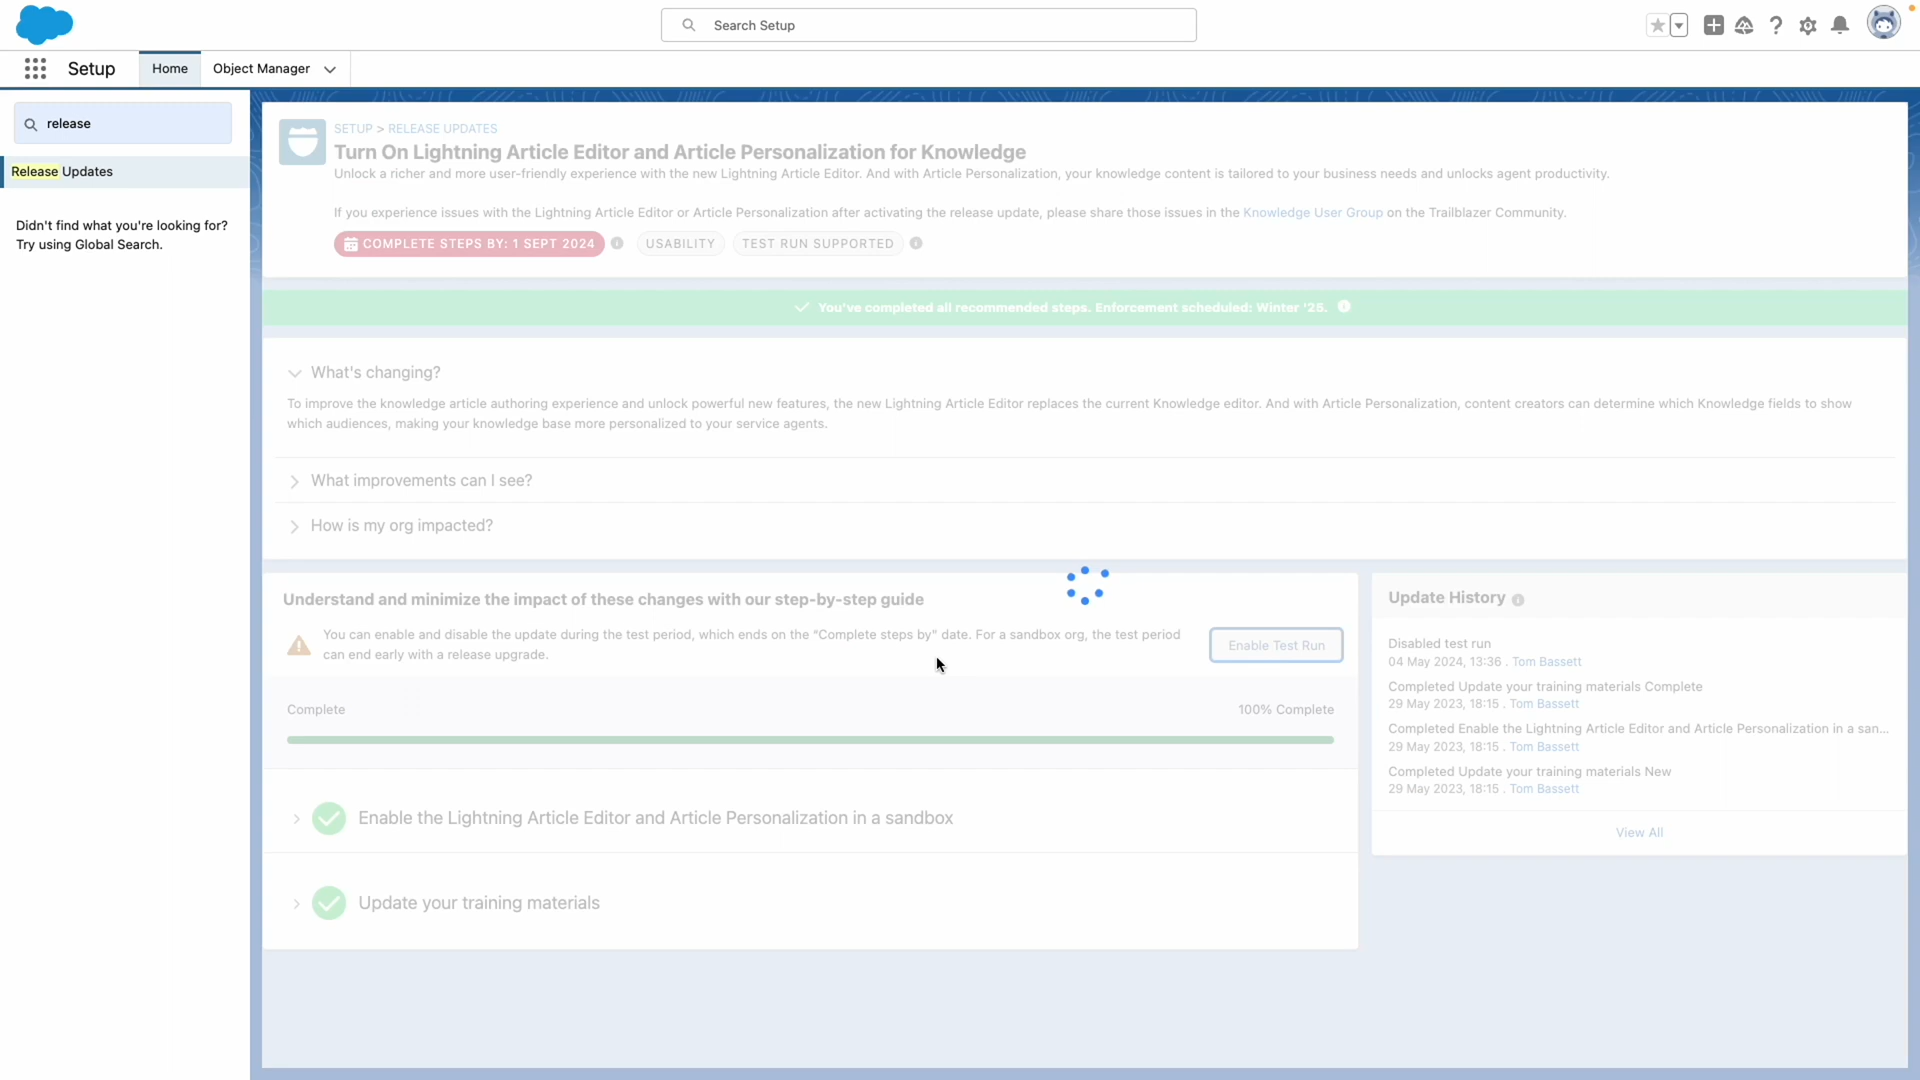 Search Setup
Setup
Home
Object Manager
release
Release Updates
Didn't find what you're looking for?
Try using Global Search.
SETUP > RELEASE UPDATES
Turn On Lightning Article Editor and Article Personalization for Knowledge
Unlock a richer and more user-friendly experience with the new Lightning Article Editor. And with Article Personalization, your knowledge content is tailored to your business needs and unlocks agent productivity.
If you experience issues with the Lightning Article Editor or Article Personalization after activating the release update, please share those issues in the Knowledge User Group on the Trailblazer Community.
COMPLETE STEPS BY: 1 SEPT 2024
USABILITY
TEST RUN SUPPORTED
You've completed all recommended steps. Enforcement scheduled: Winter '25.
What's changing?
To improve the knowledge article authoring experience and unlock powerful new features, the new Lightning Article Editor replaces the current Knowledge editor. And with Article Personalization, content creators can determine which Knowledge fields to show
which audiences, making your knowledge base more personalized to your service agents.
What improvements can I see?
How is my org impacted?
Understand and minimize the impact of these changes with our step-by-step guide
You can enable and disable the update during the test period, which ends on the "Complete steps by" date. For a sandbox org, the test period
can end early with a release upgrade.
Enable Test Run
Complete
100% Complete
Enable the Lightning Article Editor and Article Personalization in a sandbox
Update your training materials
Update History
Disabled test run
04 May 2024, 13:36 . Tom Bassett
Completed Update your training materials Complete
29 May 2023, 18:15 . Tom Bassett
Completed Enable the Lightning Article Editor and Article Personalization in a san...
29 May 2023, 18:15 . Tom Bassett
Completed Update your training materials New
29 May 2023, 18:15 . Tom Bassett
View All